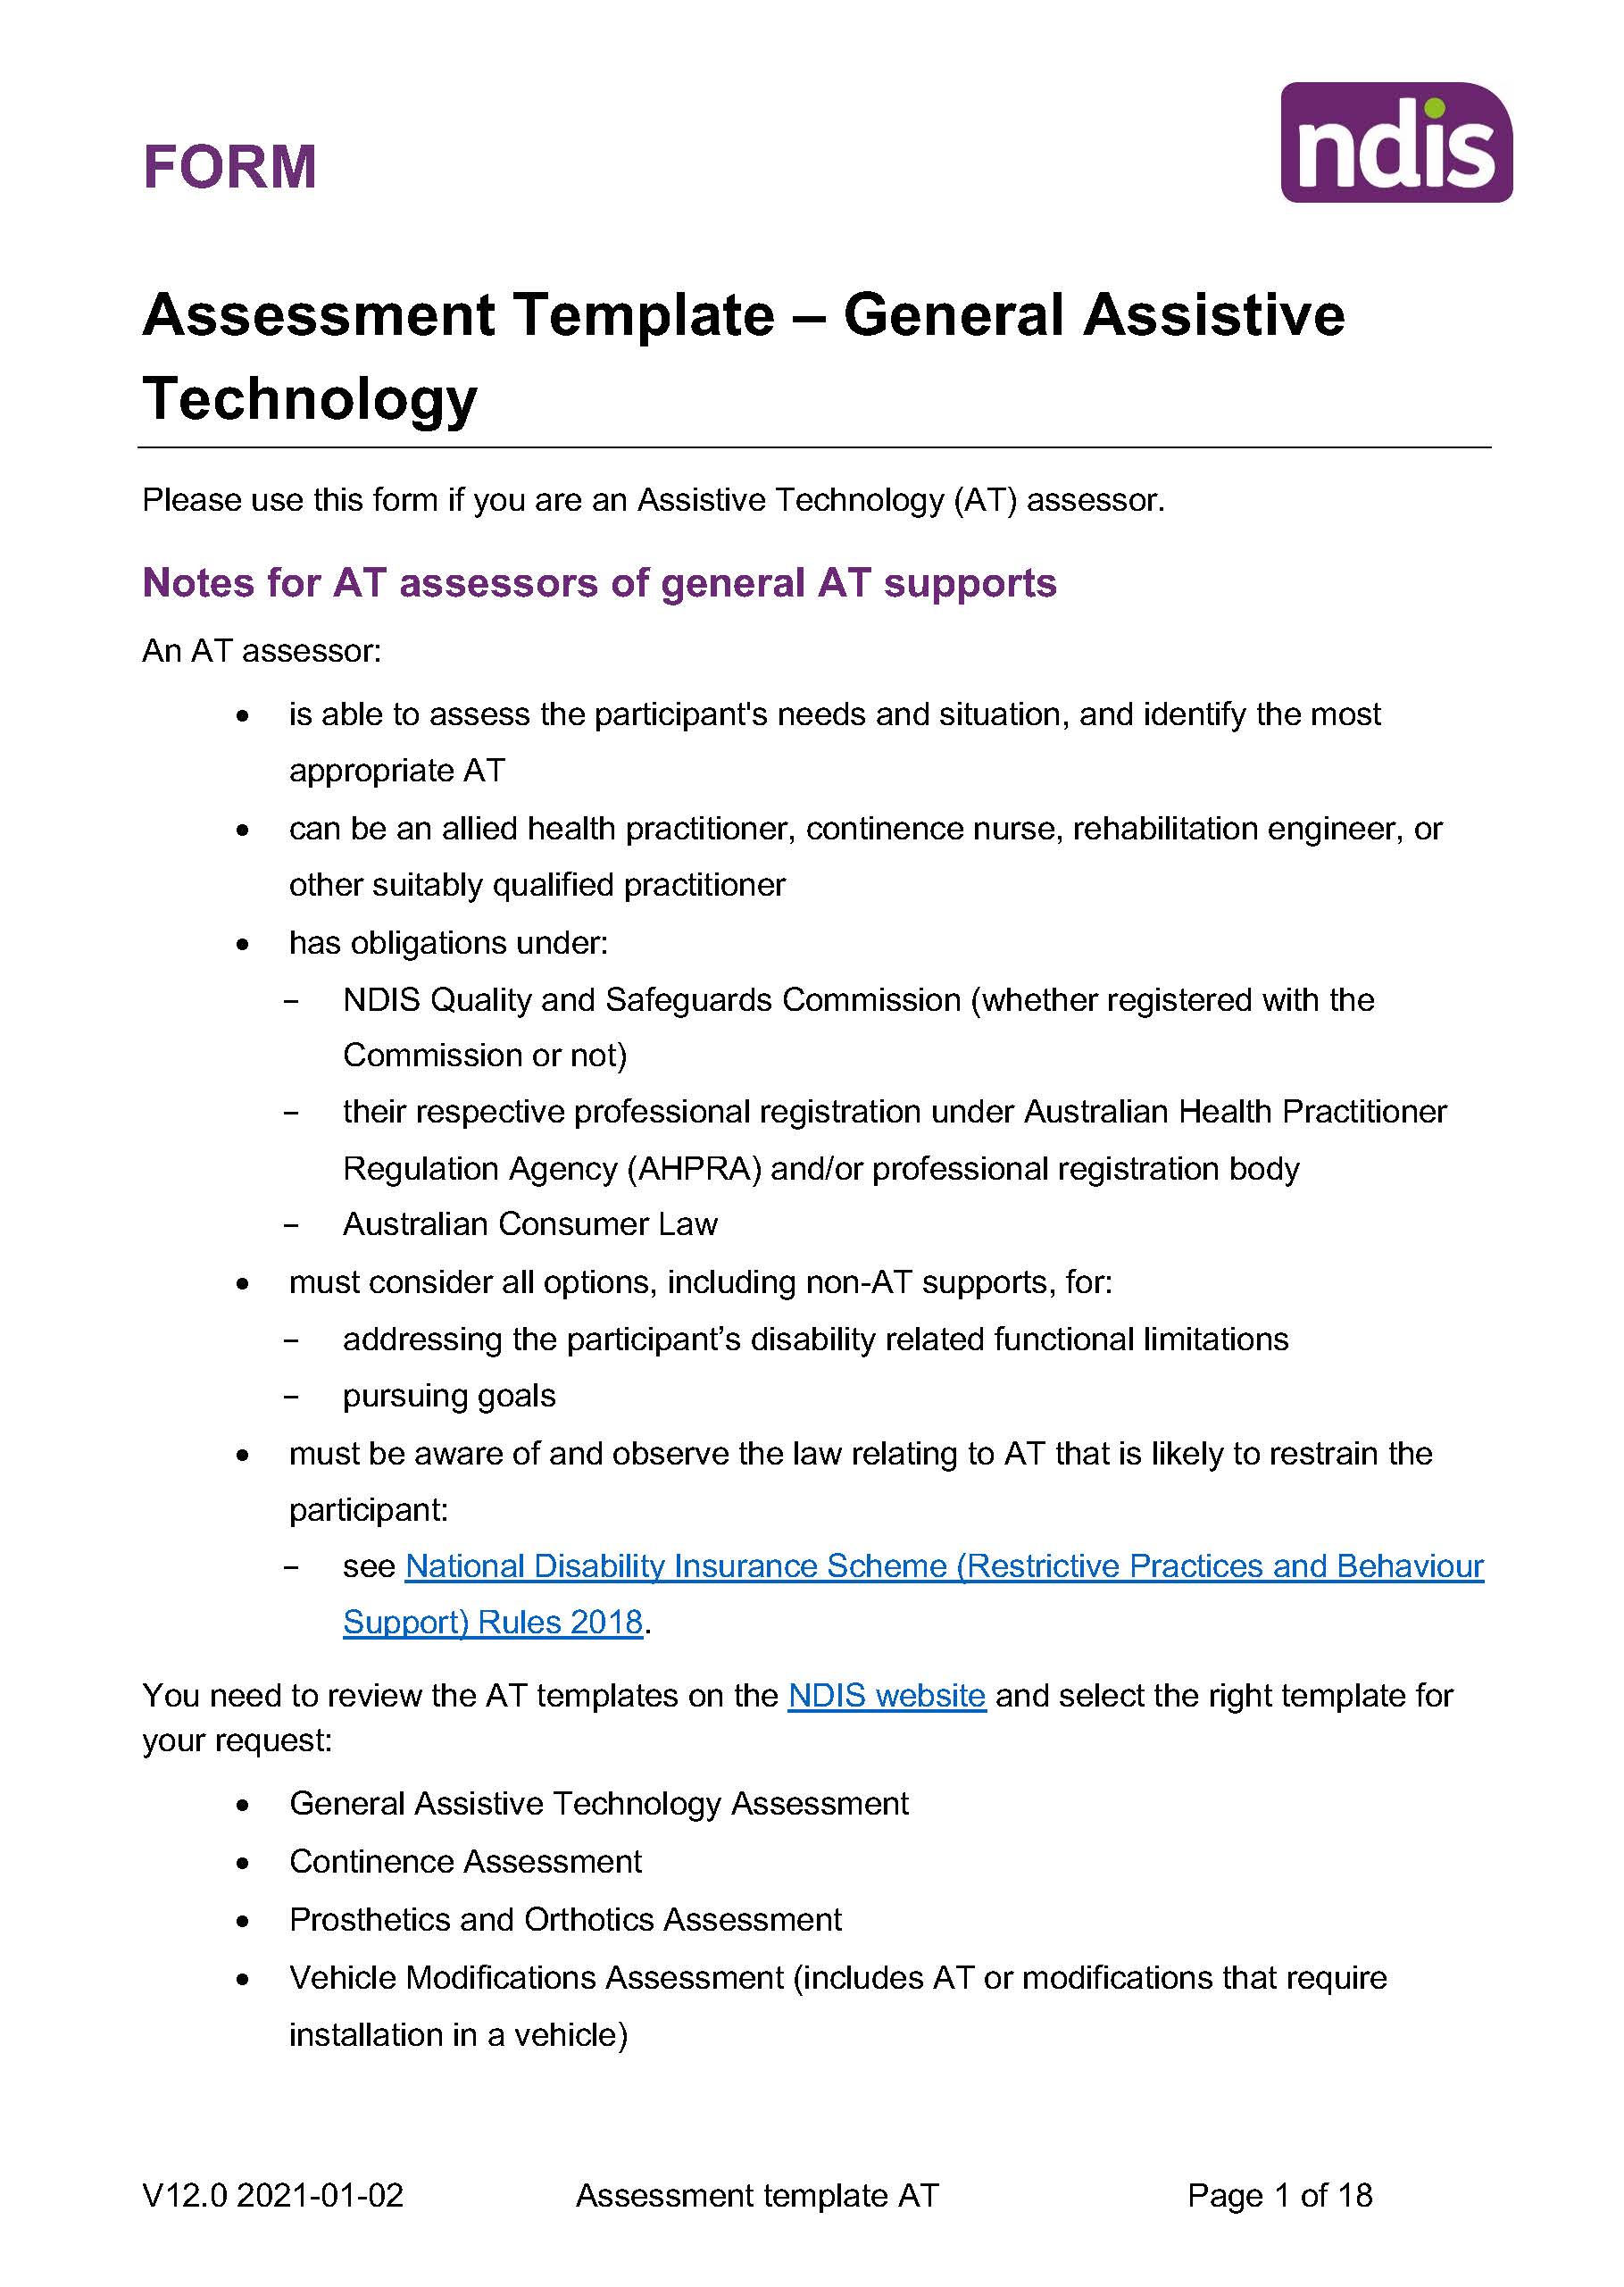 FORM
ndis
Assessment Template – General Assistive
Technology
Please use this form if you are an Assistive Technology (AT) assessor.
Notes for AT assessors of general AT supports
An AT assessor:
• is able to assess the participant's needs and situation, and identify the most
appropriate AT
• can be an allied health practitioner, continence nurse, rehabilitation engineer, or
other suitably qualified practitioner
• has obligations under:
− NDIS Quality and Safeguards Commission (whether registered with the
Commission or not)
− their respective professional registration under Australian Health Practitioner
Regulation Agency (AHPRA) and/or professional registration body
− Australian Consumer Law
• must consider all options, including non-AT supports, for:
− addressing the participant’s disability related functional limitations
− pursuing goals
• must be aware of and observe the law relating to AT that is likely to restrain the
participant:
− see National Disability Insurance Scheme (Restrictive Practices and Behaviour
Support) Rules 2018.
You need to review the AT templates on the NDIS website and select the right template for
your request:
• General Assistive Technology Assessment
• Continence Assessment
• Prosthetics and Orthotics Assessment
• Vehicle Modifications Assessment (includes AT or modifications that require
installation in a vehicle)
V12.0 2021-01-02 Assessment template AT Page 1 of 18